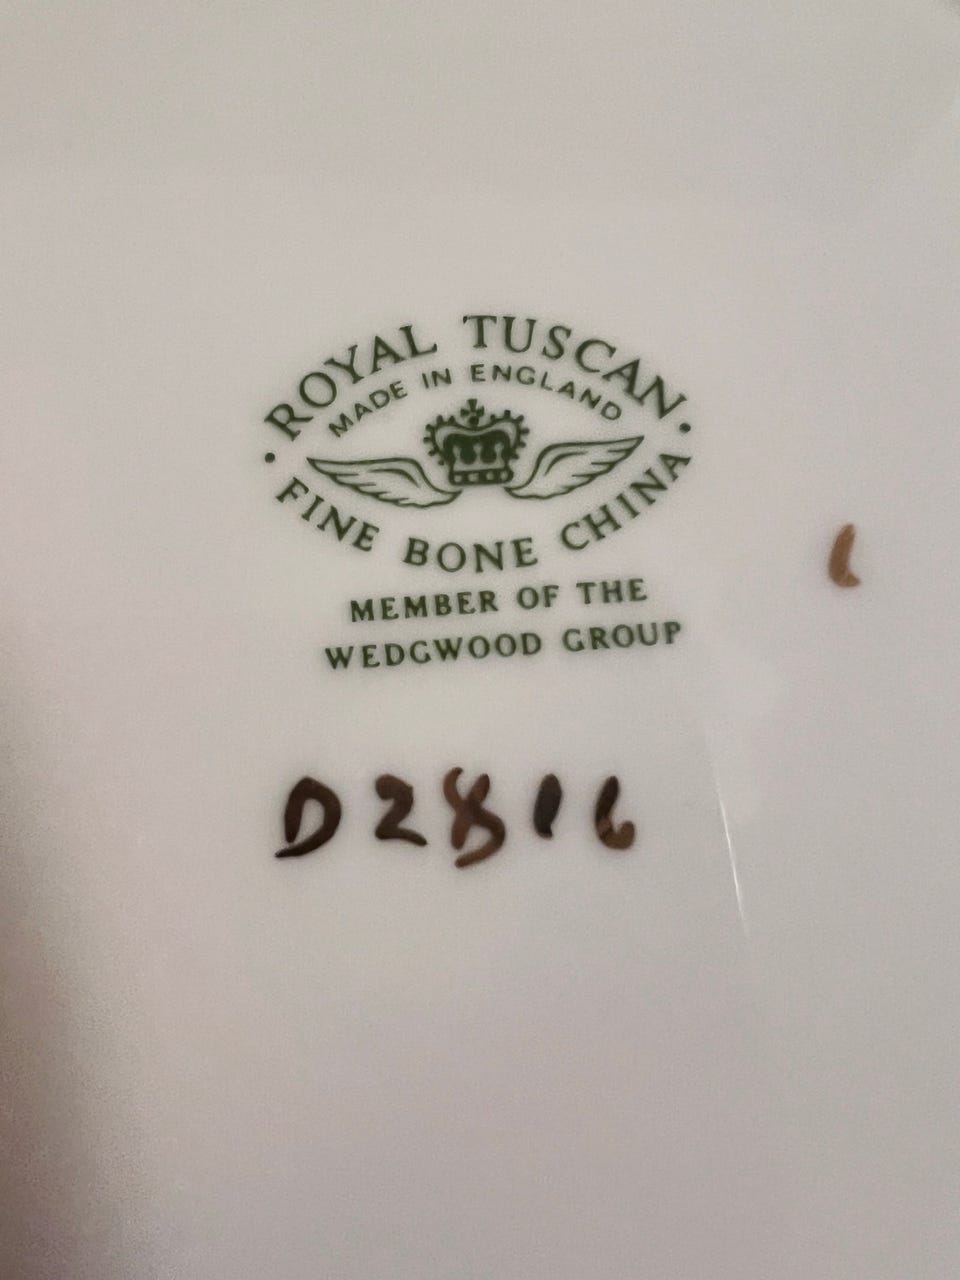 · ROYAL TUSCAN ·
MADE IN ENGLAND
FINE BONE CHINA
MEMBER OF THE
WEDGWOOD GROUP
D2816